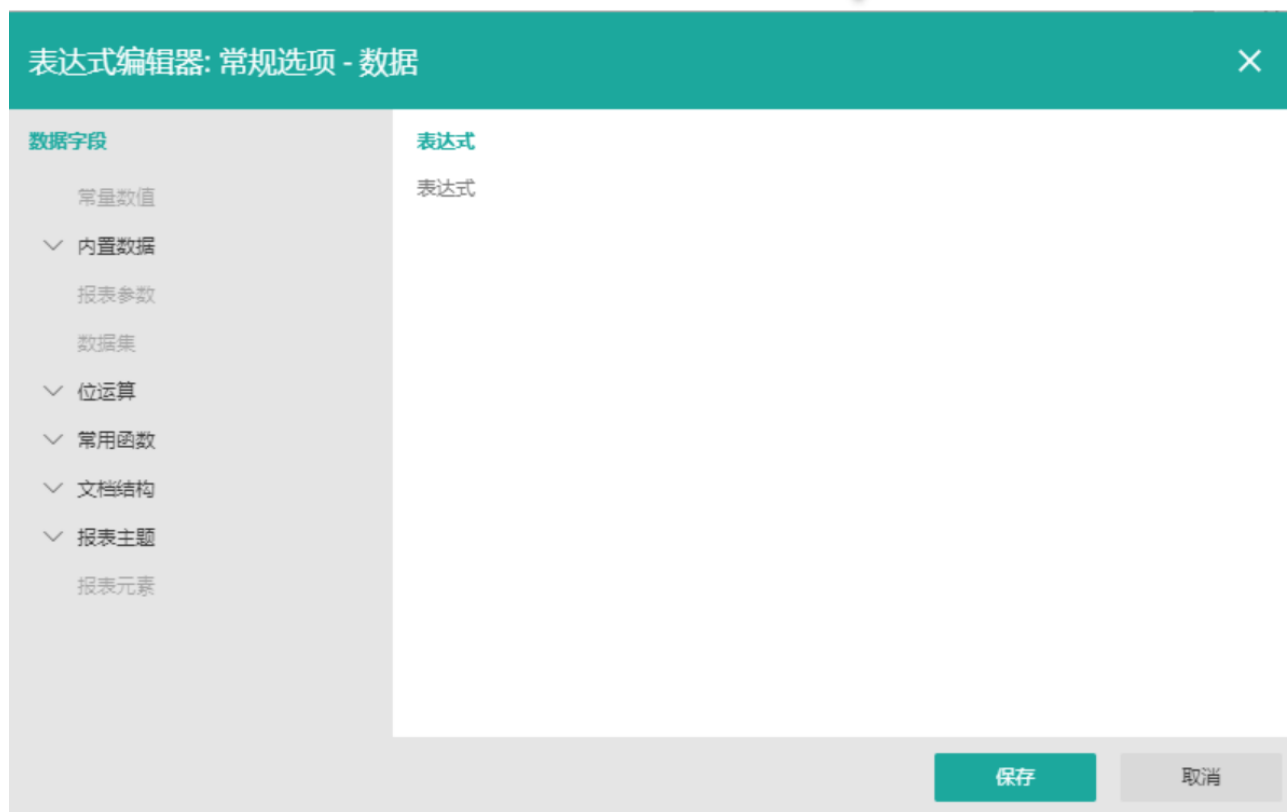 表达式编辑器: 常规选项 - 数据
数据字段
常量数值
内置数据
报表参数
数据集
位运算
常用函数
文档结构
报表主题
报表元素
表达式
表达式
保存
取消